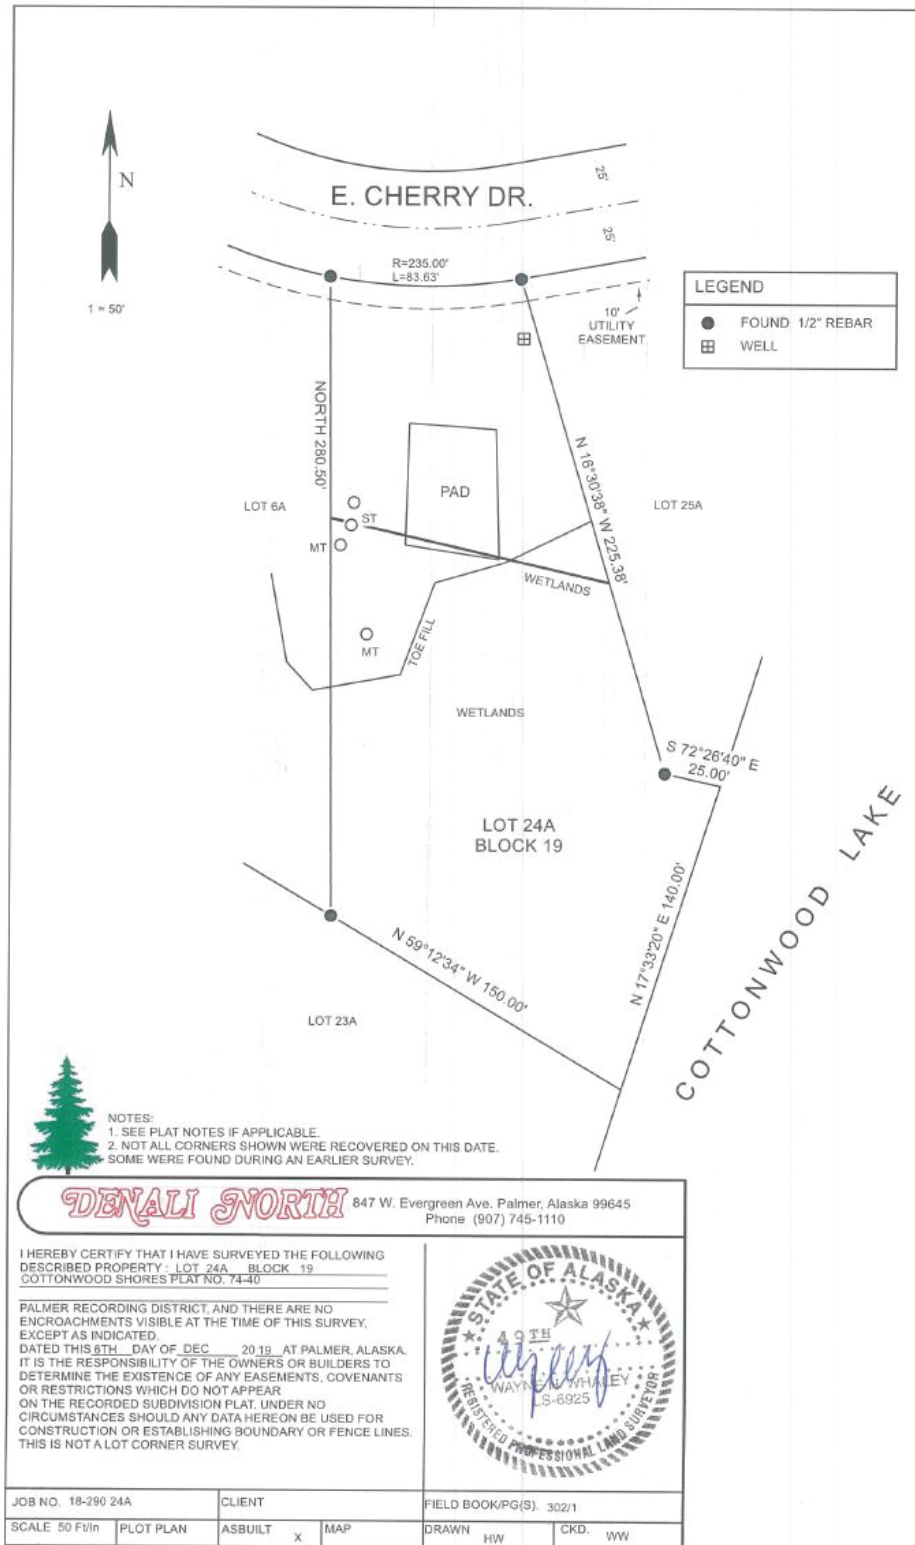 N
1 = 50'
E. CHERRY DR.
25'
25'
R=235.00'
L=83.63'
10'
UTILITY
EASEMENT
LEGEND
FOUND 1/2" REBAR
WELL
NORTH 280.50'
N 16°30'38" W 225.38'
LOT 6A
PAD
LOT 25A
ST
MT
WETLANDS
MT
TOE FILL
WETLANDS
S 72°26'40" E
25.00'
LOT 24A
BLOCK 19
N 17°33'20" E 140.00'
COTTONWOOD LAKE
N 59°12'34" W 150.00'
LOT 23A
NOTES:
1. SEE PLAT NOTES IF APPLICABLE.
2. NOT ALL CORNERS SHOWN WERE RECOVERED ON THIS DATE.
SOME WERE FOUND DURING AN EARLIER SURVEY.
DENALI NORTH
847 W. Evergreen Ave. Palmer, Alaska 99645
Phone (907) 745-1110
I HEREBY CERTIFY THAT I HAVE SURVEYED THE FOLLOWING
DESCRIBED PROPERTY : LOT 24A BLOCK 19
COTTONWOOD SHORES PLAT NO. 74-40
PALMER RECORDING DISTRICT, AND THERE ARE NO
ENCROACHMENTS VISIBLE AT THE TIME OF THIS SURVEY,
EXCEPT AS INDICATED.
DATED THIS 6TH DAY OF DEC 20 19 AT PALMER, ALASKA.
IT IS THE RESPONSIBILITY OF THE OWNERS OR BUILDERS TO
DETERMINE THE EXISTENCE OF ANY EASEMENTS, COVENANTS
OR RESTRICTIONS WHICH DO NOT APPEAR
ON THE RECORDED SUBDIVISION PLAT. UNDER NO
CIRCUMSTANCES SHOULD ANY DATA HEREON BE USED FOR
CONSTRUCTION OR ESTABLISHING BOUNDARY OR FENCE LINES.
THIS IS NOT A LOT CORNER SURVEY.
STATE OF ALASKA
49TH
WHALEY
LS-6925
REGISTERED PROFESSIONAL LAND SURVEYOR
JOB NO. 18-290 24A
CLIENT
FIELD BOOK/PG(S). 302/1
SCALE 50 Ft/In
PLOT PLAN
ASBUILT X
MAP
DRAWN HW
CKD. WW